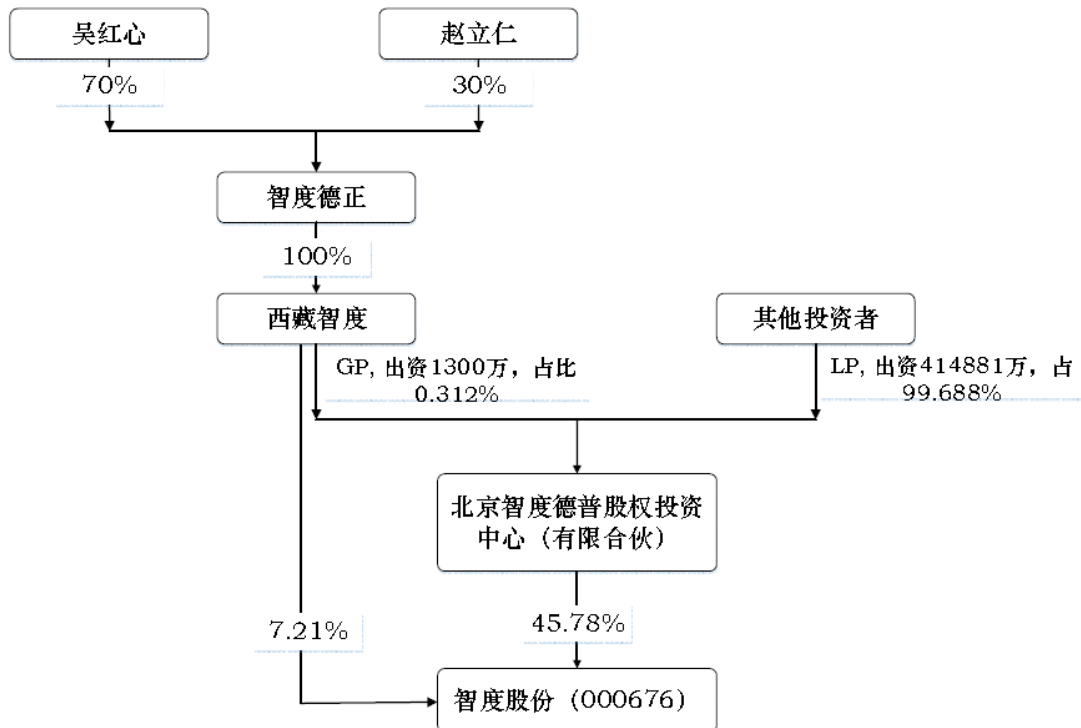 吴红心
赵立仁
70%
30%
智度德正
100%
西藏智度
其他投资者
GP, 出资1300万，占比
0.312%
LP, 出资414881万，占
99.688%
北京智度德普股权投资
中心（有限合伙）
7.21%
45.78%
智度股份（000676）